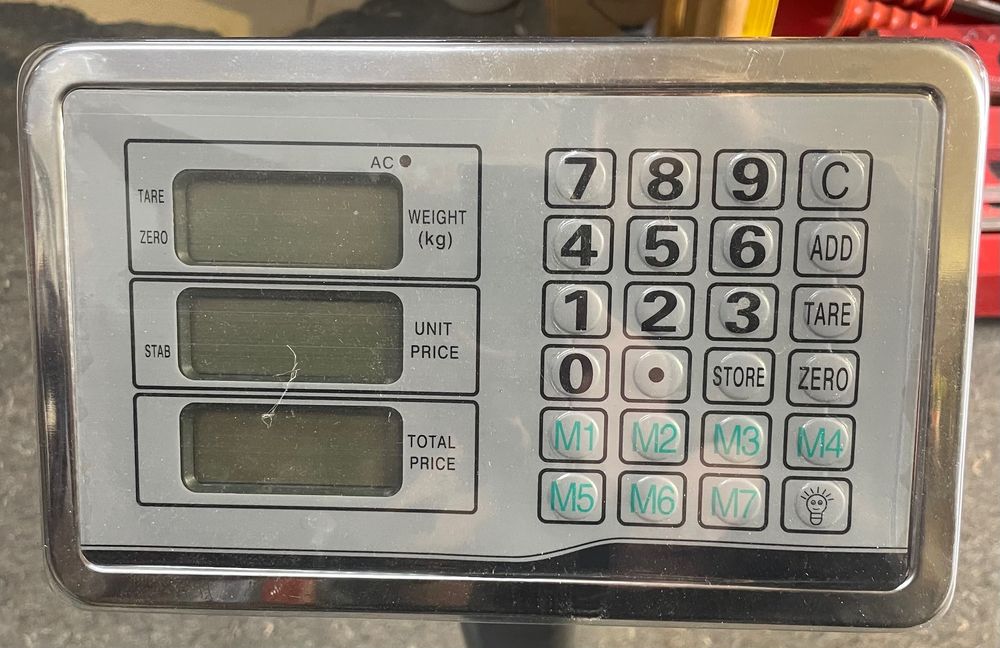 AC
TARE
ZERO
WEIGHT
(kg)
STAB
UNIT
PRICE
TOTAL
PRICE
7 8 9 C
4 5 6 ADD
1 2 3 TARE
0 • STORE ZERO
M1 M2 M3 M4
M5 M6 M7